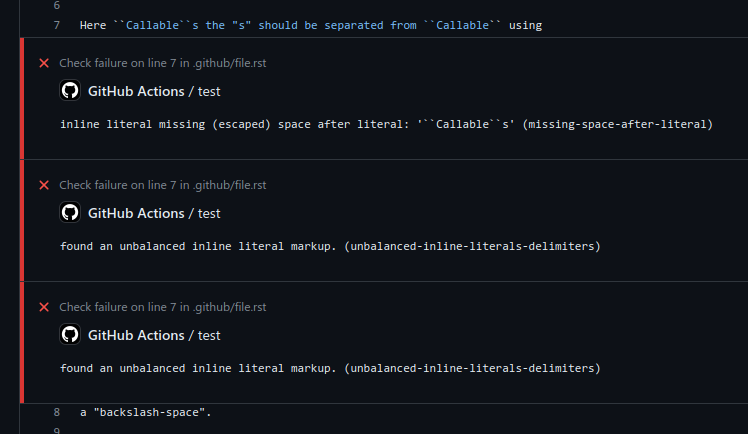 6
7 Here ``Callable``s the "s" should be separated from ``Callable`` using
Check failure on line 7 in .github/file.rst
GitHub Actions / test
inline literal missing (escaped) space after literal: '``Callable``s' (missing-space-after-literal)
Check failure on line 7 in .github/file.rst
GitHub Actions / test
found an unbalanced inline literal markup. (unbalanced-inline-literals-delimiters)
Check failure on line 7 in .github/file.rst
GitHub Actions / test
found an unbalanced inline literal markup. (unbalanced-inline-literals-delimiters)
8 a "backslash-space".
9